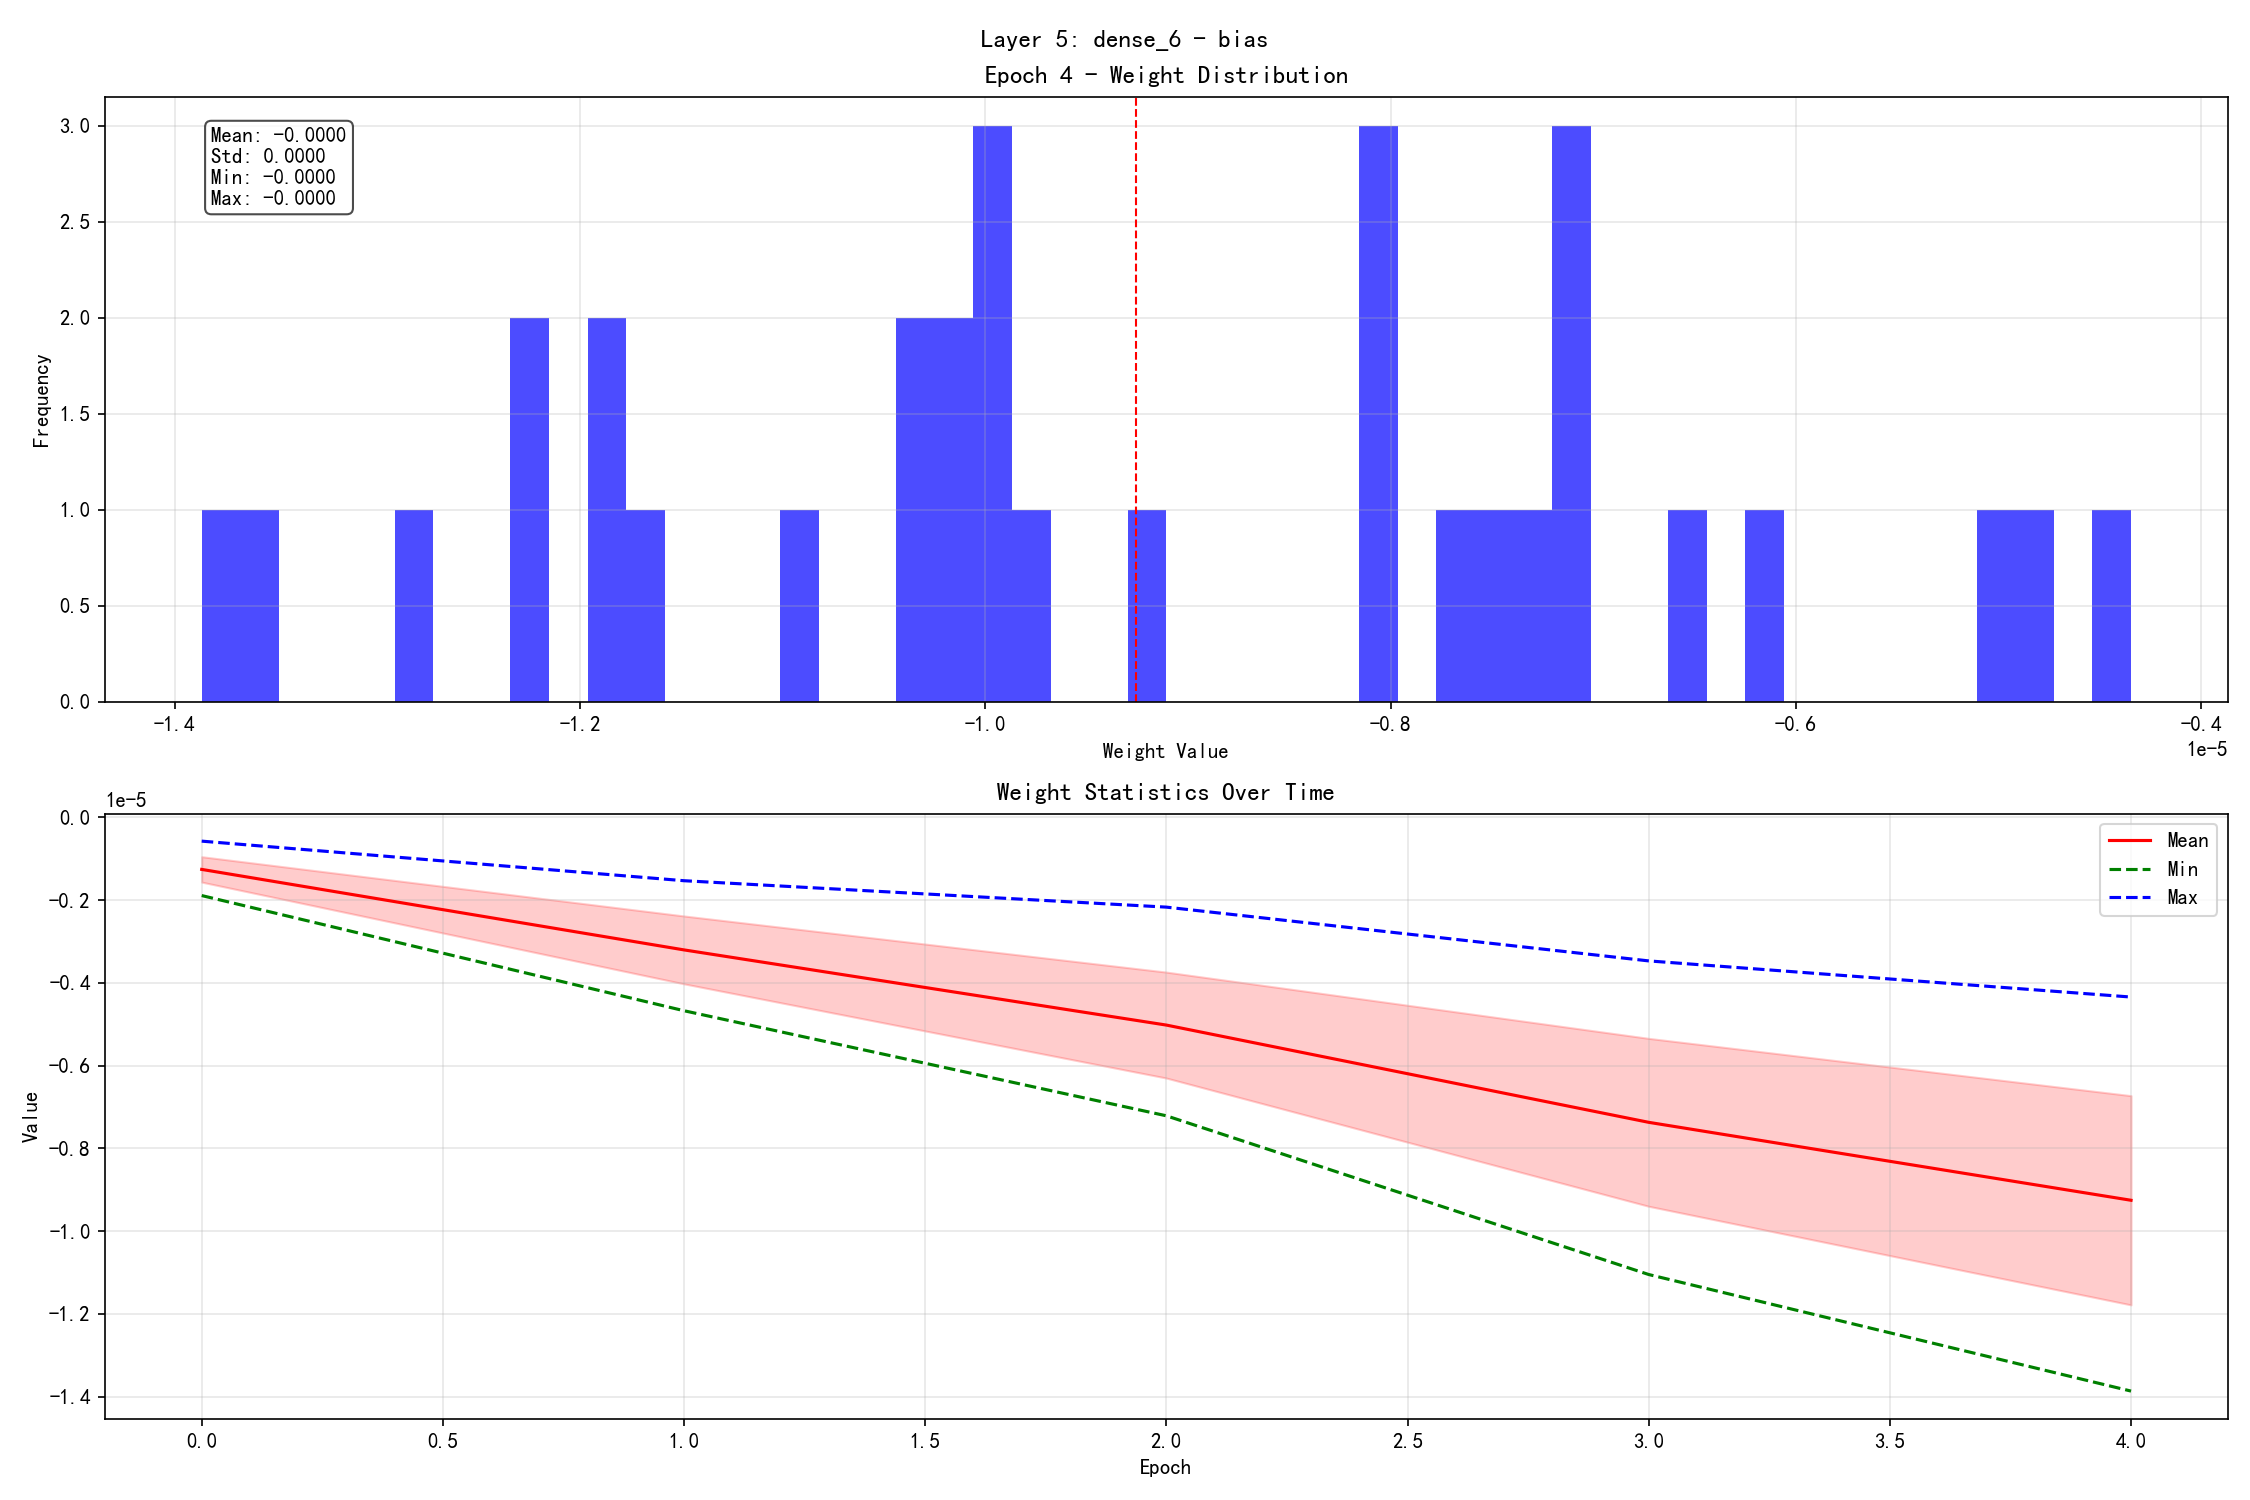 Layer 5: dense_6 - bias
Epoch 4 - Weight Distribution
Mean: -0.0000
Std: 0.0000
Min: -0.0000
Max: -0.0000
3.0
2.5
2.0
1.5
1.0
0.5
0.0
Frequency
-1.4 -1.2 -1.0 -0.8 -0.6 -0.4
1e-5
Weight Value
Weight Statistics Over Time
1e-5
0.0
-0.2
-0.4
-0.6
-0.8
-1.0
-1.2
-1.4
Value
Mean
Min
Max
0.0 0.5 1.0 1.5 2.0 2.5 3.0 3.5 4.0
Epoch